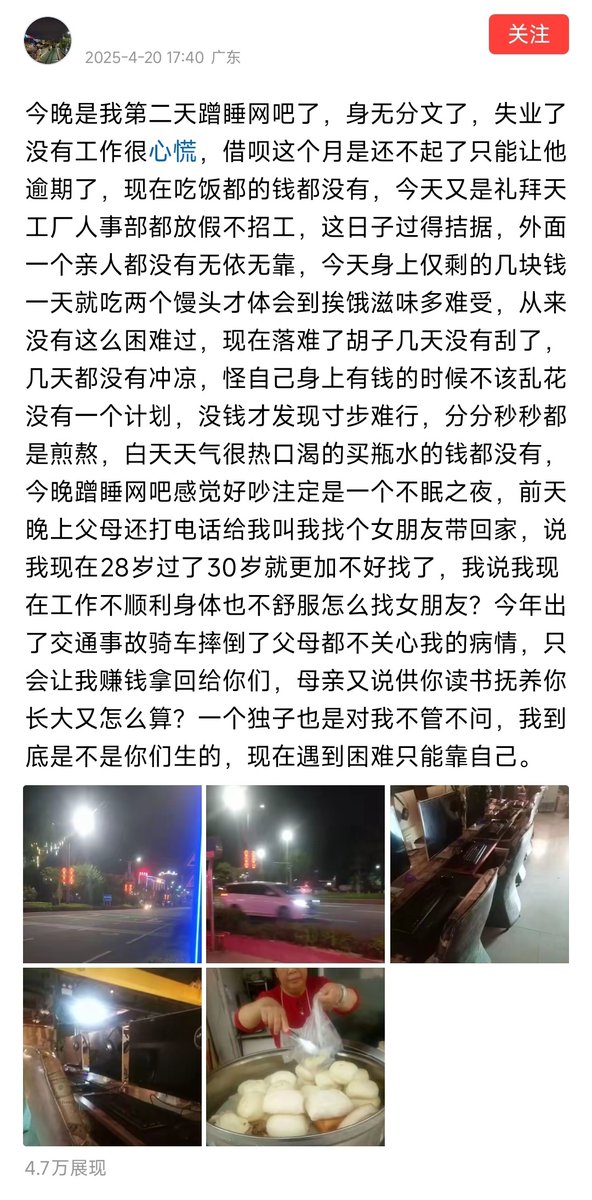 关注
2025-4-20 17:40 广东
今晚是我第二天蹭睡网吧了，身无分文了，失业了
没有工作很心慌，借呗这个月是还不起了只能让他
逾期了，现在吃饭都的钱都没有，今天又是礼拜天
工厂人事部都放假不招工，这日子过得拮据，外面
一个亲人都没有无依无靠，今天身上仅剩的几块钱
一天就吃两个馒头才体会到挨饿滋味多难受，从来
没有这么困难过，现在落难了胡子几天没有刮了，
几天都没有冲凉，怪自己身上有钱的时候不该乱花
没有一个计划，没钱才发现寸步难行，分分秒秒都
是煎熬，白天天气很热口渴的买瓶水的钱都没有，
今晚蹭睡网吧感觉好吵注定是一个不眠之夜，前天
晚上父母还打电话给我叫我找个女朋友带回家，说
我现在28岁过了30岁就更加不好找了，我说我现
在工作不顺利身体也不舒服怎么找女朋友？今年出
了交通事故骑车摔倒了父母都不关心我的病情，只
会让我赚钱拿回给你们，母亲又说供你读书抚养你
长大又怎么算？一个独子也是对我不管不问，我到
底是不是你们生的，现在遇到困难只能靠自己。
4.7万展现